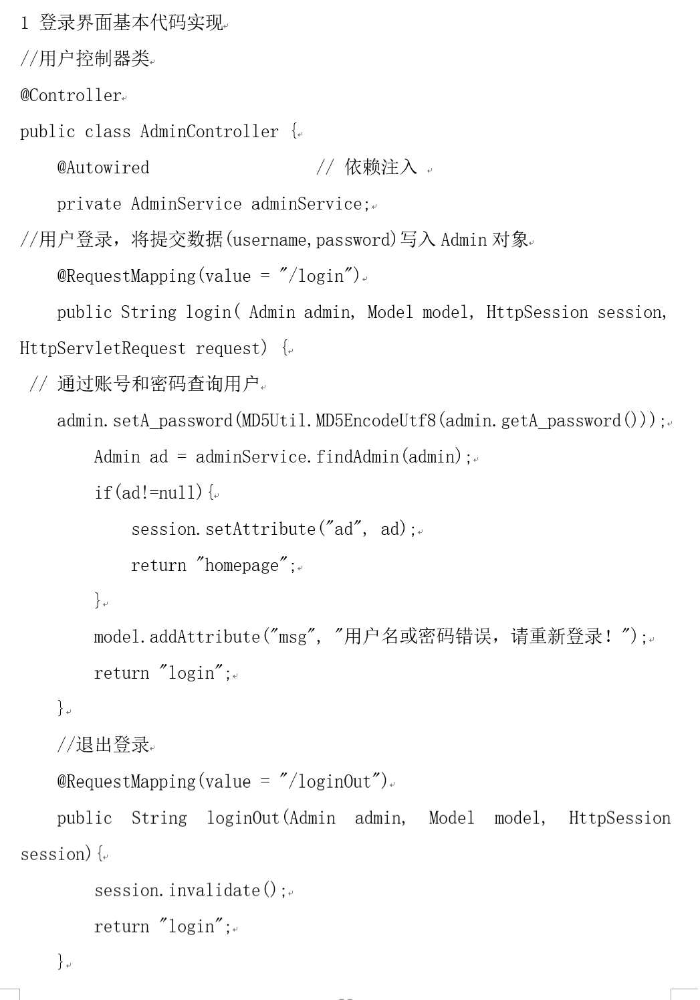 1 登录界面基本代码实现
//用户控制器类
@Controller
public class AdminController {
@Autowired // 依赖注入
private AdminService adminService;
//用户登录，将提交数据(username,password)写入 Admin 对象
@RequestMapping(value = "/login")
public String login( Admin admin, Model model, HttpSession session,
HttpServletRequest request) {
// 通过账号和密码查询用户
admin.setA_password(MD5Util.MD5EncodeUtf8(admin.getA_password()));
Admin ad = adminService.findAdmin(admin);
if(ad!=null){
session.setAttribute("ad", ad);
return "homepage";
}
model.addAttribute("msg", "用户名或密码错误，请重新登录！");
return "login";
}
//退出登录
@RequestMapping(value = "/loginOut")
public String loginOut(Admin admin, Model model, HttpSession
session){
session.invalidate();
return "login";
}